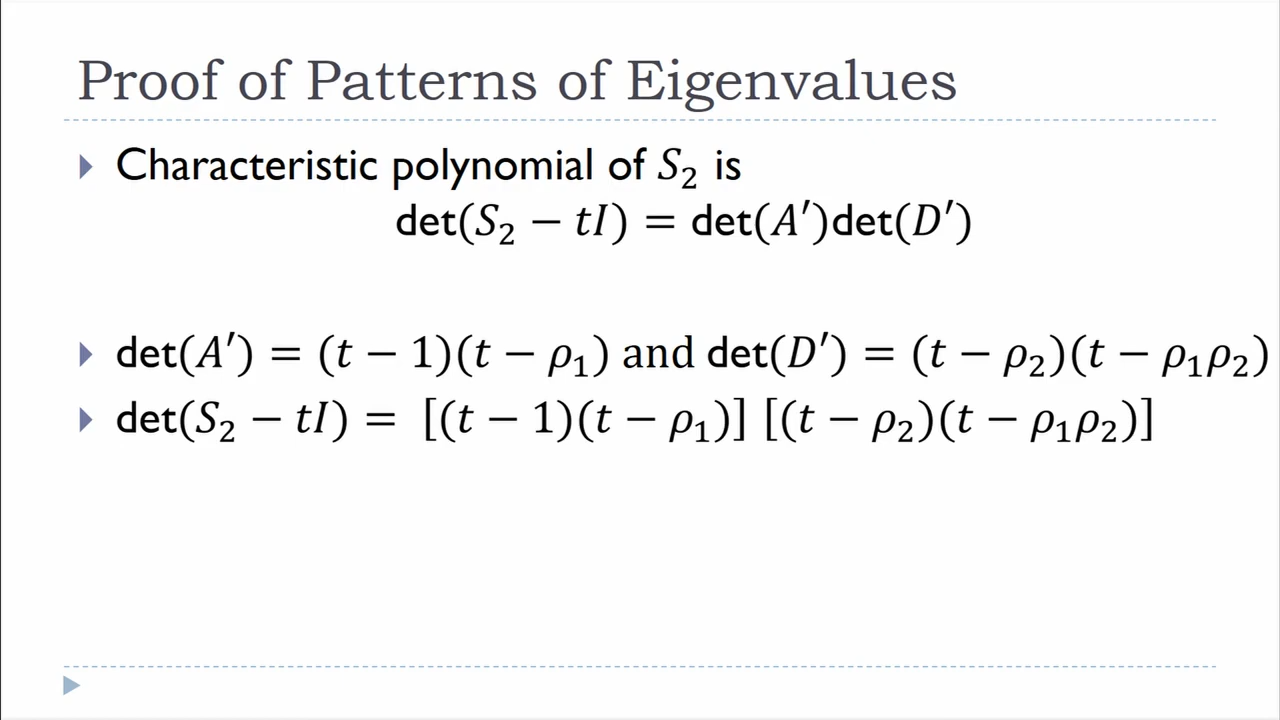 Proof of Patterns of Eigenvalues
Characteristic polynomial of 𝑆₂ is
det(𝑆₂ − 𝑡𝐼) = det(𝐴′)det(𝐷′)
det(𝐴′) = (𝑡 − 1)(𝑡 − 𝜌₁) and det(𝐷′) = (𝑡 − 𝜌₂)(𝑡 − 𝜌₁𝜌₂)
det(𝑆₂ − 𝑡𝐼) = [(𝑡 − 1)(𝑡 − 𝜌₁)] [(𝑡 − 𝜌₂)(𝑡 − 𝜌₁𝜌₂)]